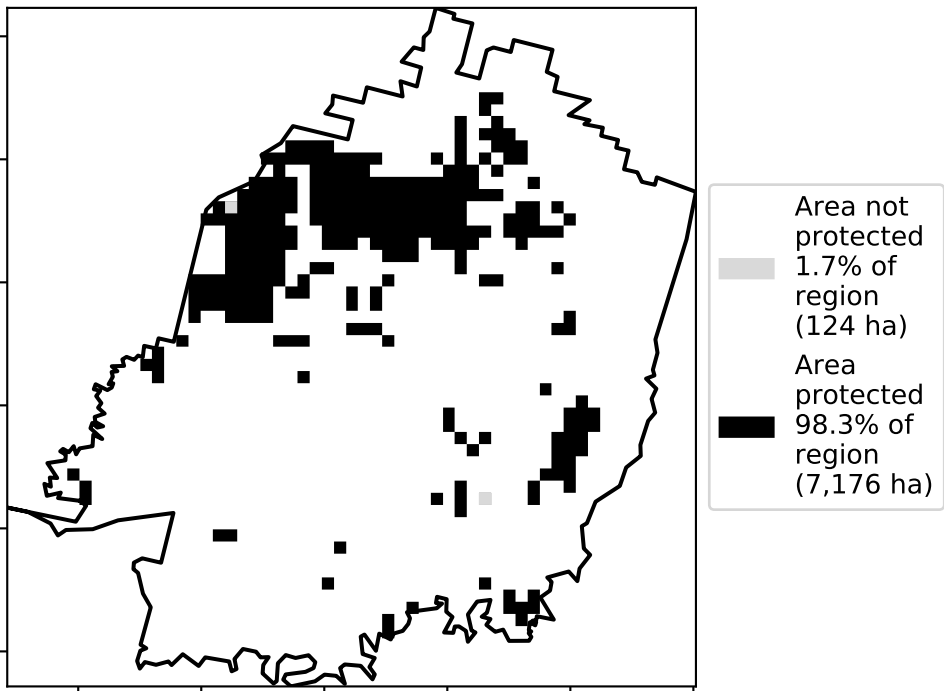 Area not
protected
1.7% of
region
(124 ha)
Area
protected
98.3% of
region
(7,176 ha)